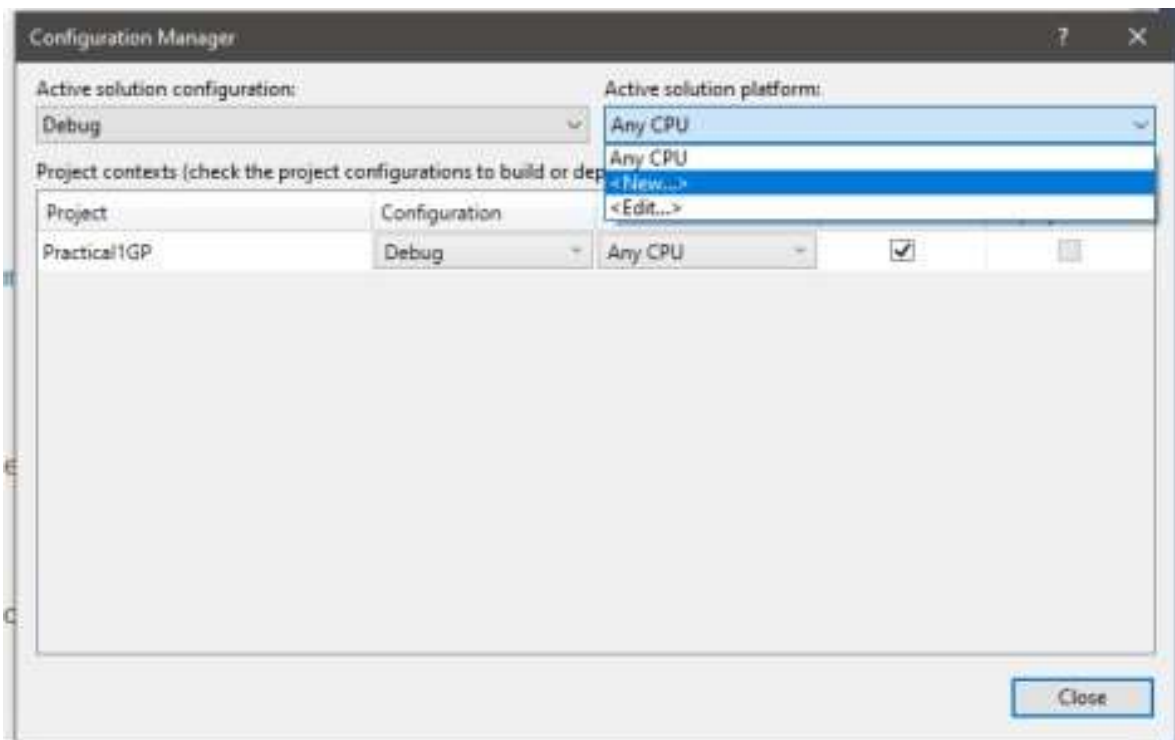 Configuration Manager ? ×
Active solution configuration: Active solution platform:
Debug Any CPU
Any CPU
Project contexts (check the project configurations to build or dep
<New...>
Project Configuration <Edit...>
Practical1GP Debug Any CPU
Close